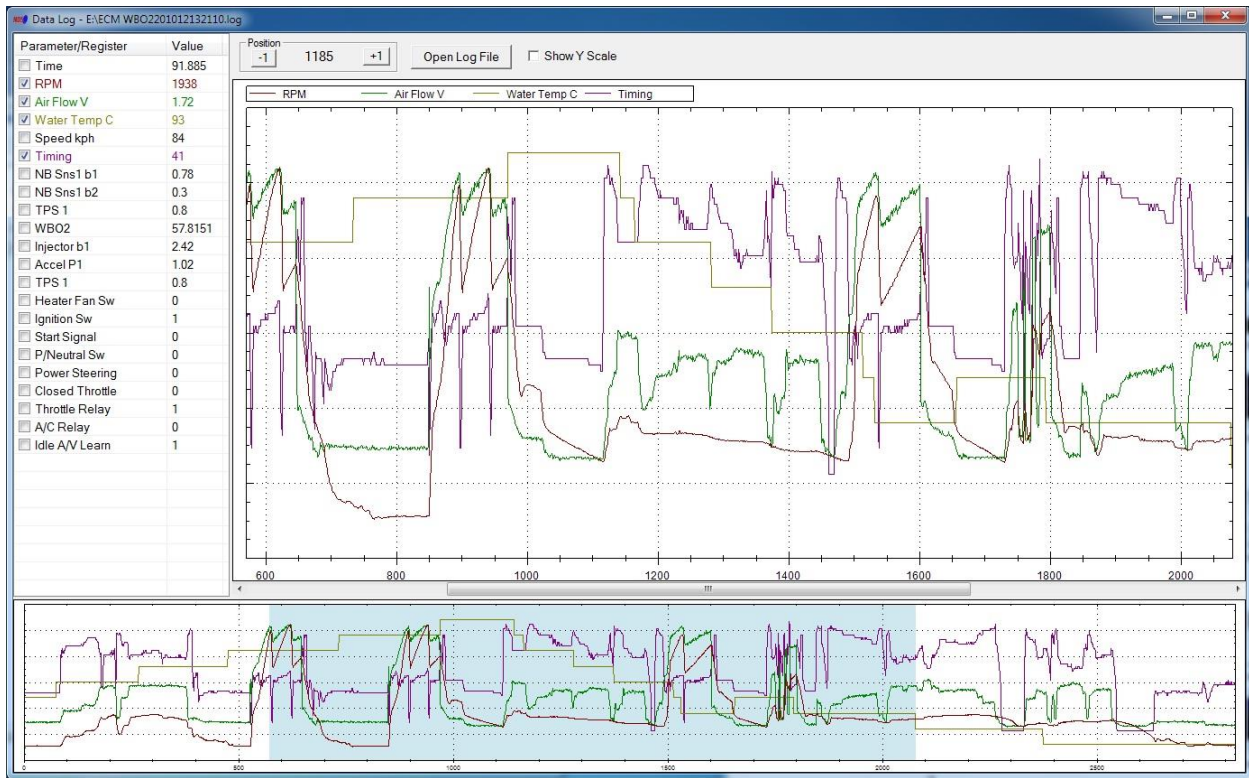 Data Log - E:\ECM WBO2201012132110.log
Parameter/Register Value
Time 91.885
RPM 1938
Air Flow V 1.72
Water Temp C 93
Speed kph 84
Timing 41
NB Sns1 b1 0.78
NB Sns1 b2 0.3
TPS 1 0.8
WBO2 57.8151
Injector b1 2.42
Accel P1 1.02
TPS 1 0.8
Heater Fan Sw 0
Ignition Sw 1
Start Signal 0
P/Neutral Sw 0
Power Steering 0
Closed Throttle 0
Throttle Relay 1
A/C Relay 0
Idle A/V Learn 1
Position
-1 1185 +1 Open Log File Show Y Scale
RPM Air Flow V Water Temp C Timing
600 800 1000 1200 1400 1600 1800 2000
0 500 1000 1500 2000 2500